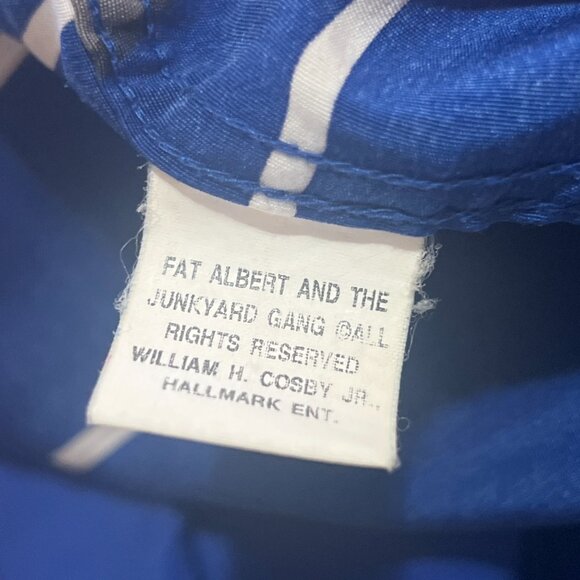 FAT ALBERT AND THE
JUNKYARD GANG ©ALL
RIGHTS RESERVED
WILLIAM H. COSBY JR.,
HALLMARK ENT.